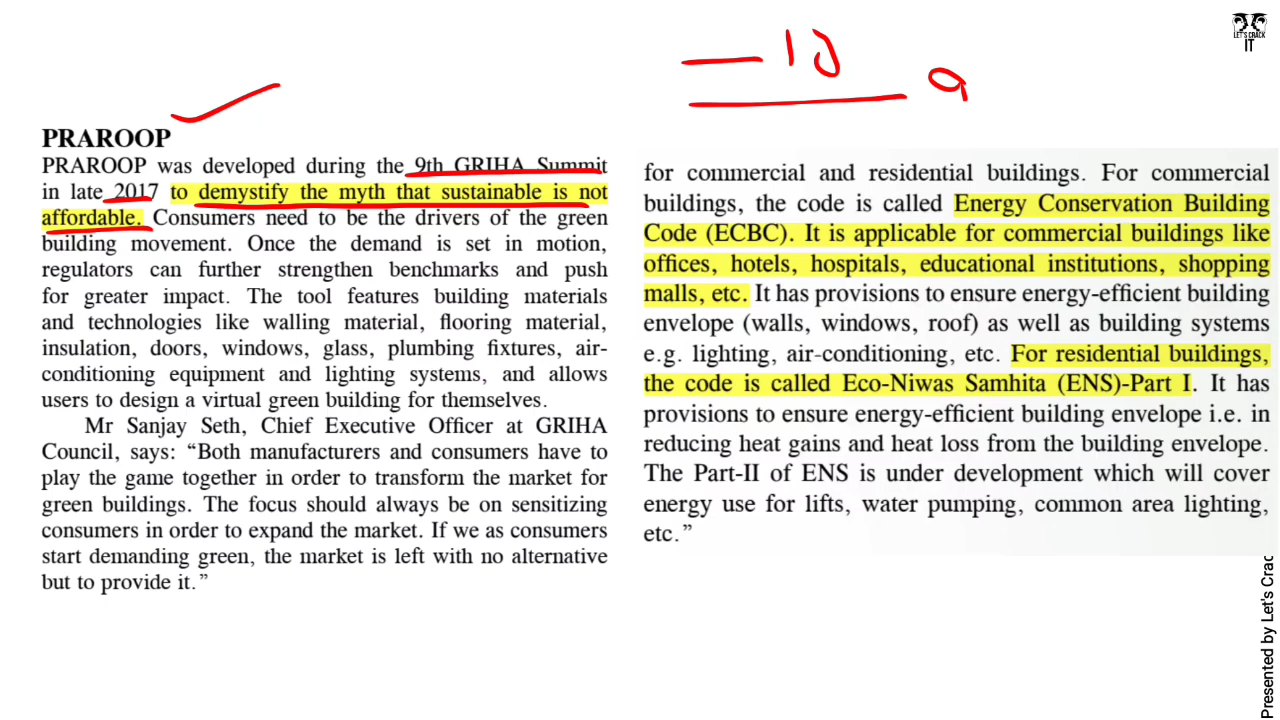 LET'S CRACK
IT
10
9
PRAROOP
PRAROOP was developed during the 9th GRIHA Summit
in late 2017 to demystify the myth that sustainable is not
affordable. Consumers need to be the drivers of the green
building movement. Once the demand is set in motion,
regulators can further strengthen benchmarks and push
for greater impact. The tool features building materials
and technologies like walling material, flooring material,
insulation, doors, windows, glass, plumbing fixtures, air-
conditioning equipment and lighting systems, and allows
users to design a virtual green building for themselves.
Mr Sanjay Seth, Chief Executive Officer at GRIHA
Council, says: “Both manufacturers and consumers have to
play the game together in order to transform the market for
green buildings. The focus should always be on sensitizing
consumers in order to expand the market. If we as consumers
start demanding green, the market is left with no alternative
but to provide it.”
for commercial and residential buildings. For commercial
buildings, the code is called Energy Conservation Building
Code (ECBC). It is applicable for commercial buildings like
offices, hotels, hospitals, educational institutions, shopping
malls, etc. It has provisions to ensure energy-efficient building
envelope (walls, windows, roof) as well as building systems
e.g. lighting, air-conditioning, etc. For residential buildings,
the code is called Eco-Niwas Samhita (ENS)-Part I. It has
provisions to ensure energy-efficient building envelope i.e. in
reducing heat gains and heat loss from the building envelope.
The Part-II of ENS is under development which will cover
energy use for lifts, water pumping, common area lighting,
etc.”
Presented by Let's Crac